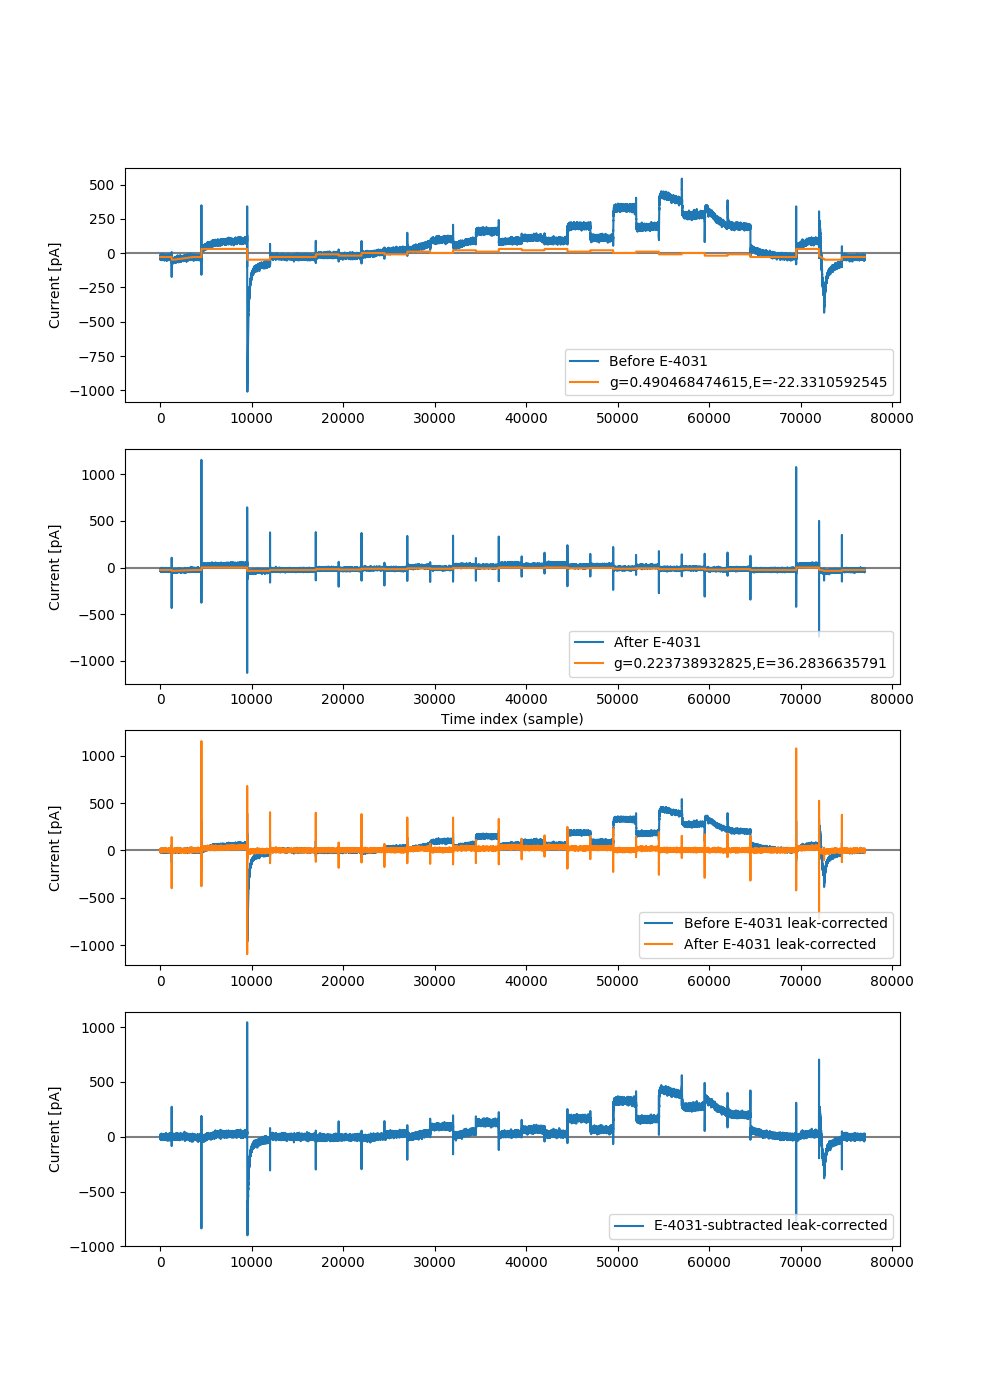 500
250
0
−250
−500
−750
−1000
Current [pA]
Before E-4031
g=0.490468474615,E=-22.3310592545
0 10000 20000 30000 40000 50000 60000 70000 80000
1000
500
0
−500
−1000
Current [pA]
After E-4031
g=0.223738932825,E=36.2836635791
0 10000 20000 30000 40000 50000 60000 70000 80000
Time index (sample)
1000
500
0
−500
−1000
Current [pA]
Before E-4031 leak-corrected
After E-4031 leak-corrected
0 10000 20000 30000 40000 50000 60000 70000 80000
1000
500
0
−500
−1000
Current [pA]
E-4031-subtracted leak-corrected
0 10000 20000 30000 40000 50000 60000 70000 80000